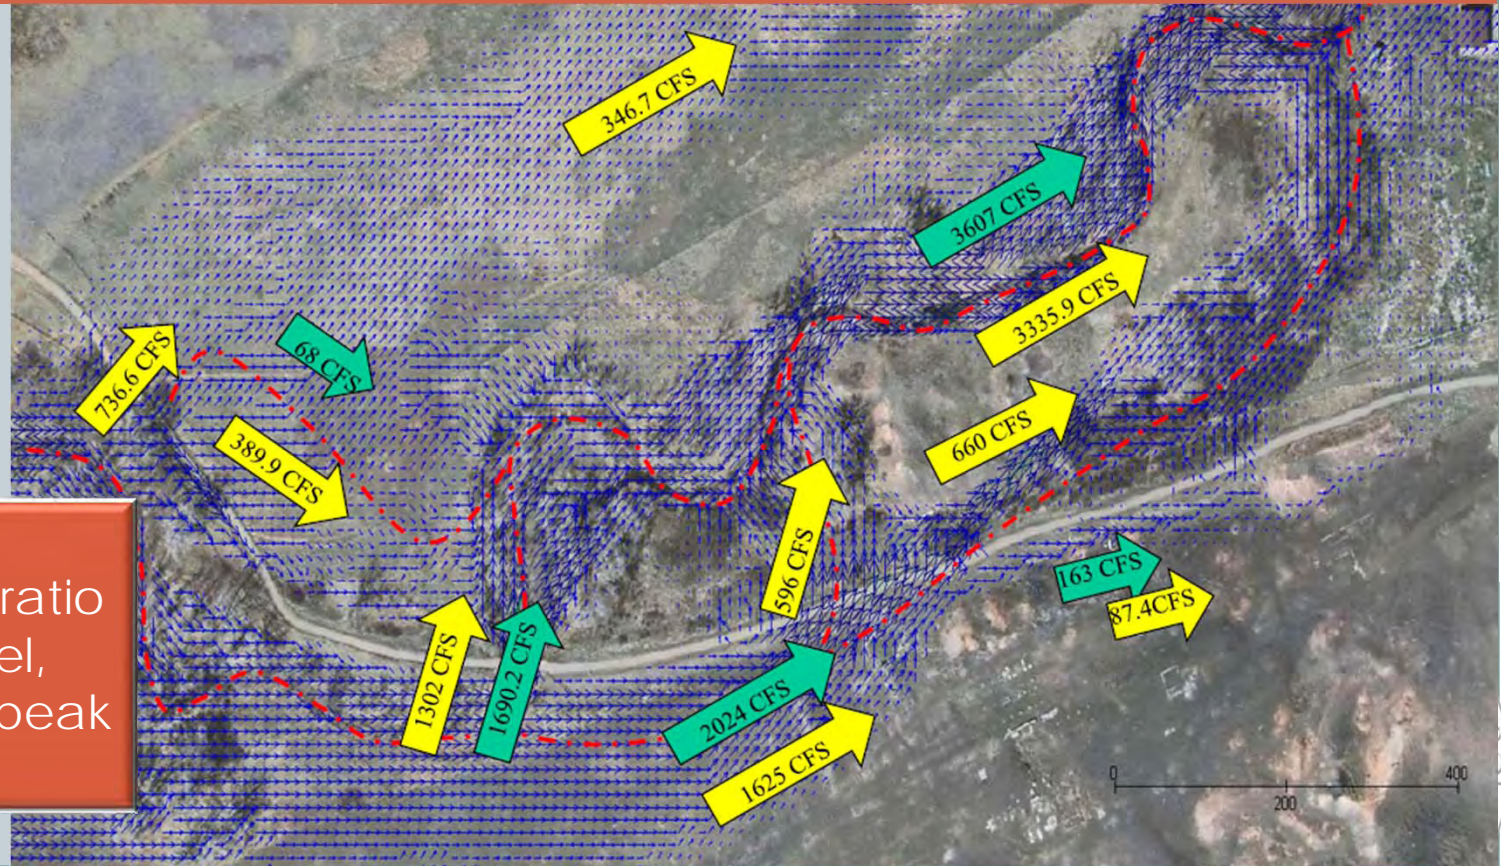 346.7 CFS
3607 CFS
3335.9 CFS
736.6 CFS
68 CFS
389.9 CFS
660 CFS
596 CFS
163 CFS
87.4CFS
1302 CFS
1690.2 CFS
2024 CFS
1625 CFS
ratio
el,
peak
0
400
200